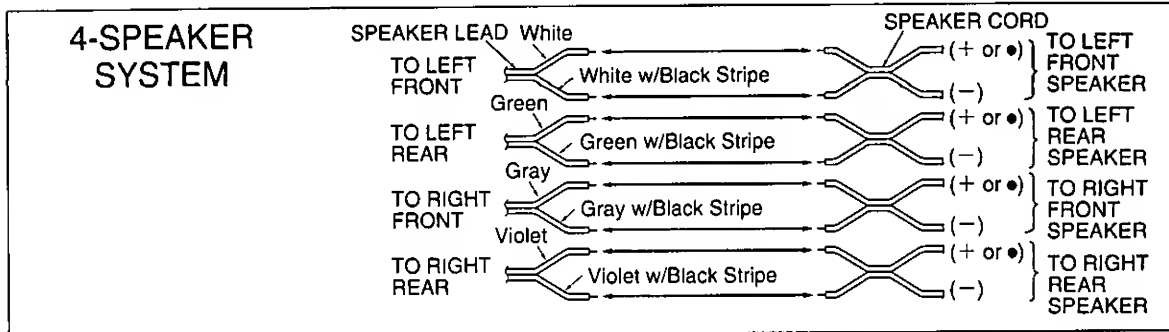 4-SPEAKER
SYSTEM
SPEAKER LEAD White
SPEAKER CORD
TO LEFT
FRONT
White w/Black Stripe
(+ or ●)
(−)
TO LEFT
FRONT
SPEAKER
Green
TO LEFT
REAR
Green w/Black Stripe
(+ or ●)
(−)
TO LEFT
REAR
SPEAKER
Gray
TO RIGHT
FRONT
Gray w/Black Stripe
(+ or ●)
(−)
TO RIGHT
FRONT
SPEAKER
Violet
TO RIGHT
REAR
Violet w/Black Stripe
(+ or ●)
(−)
TO RIGHT
REAR
SPEAKER